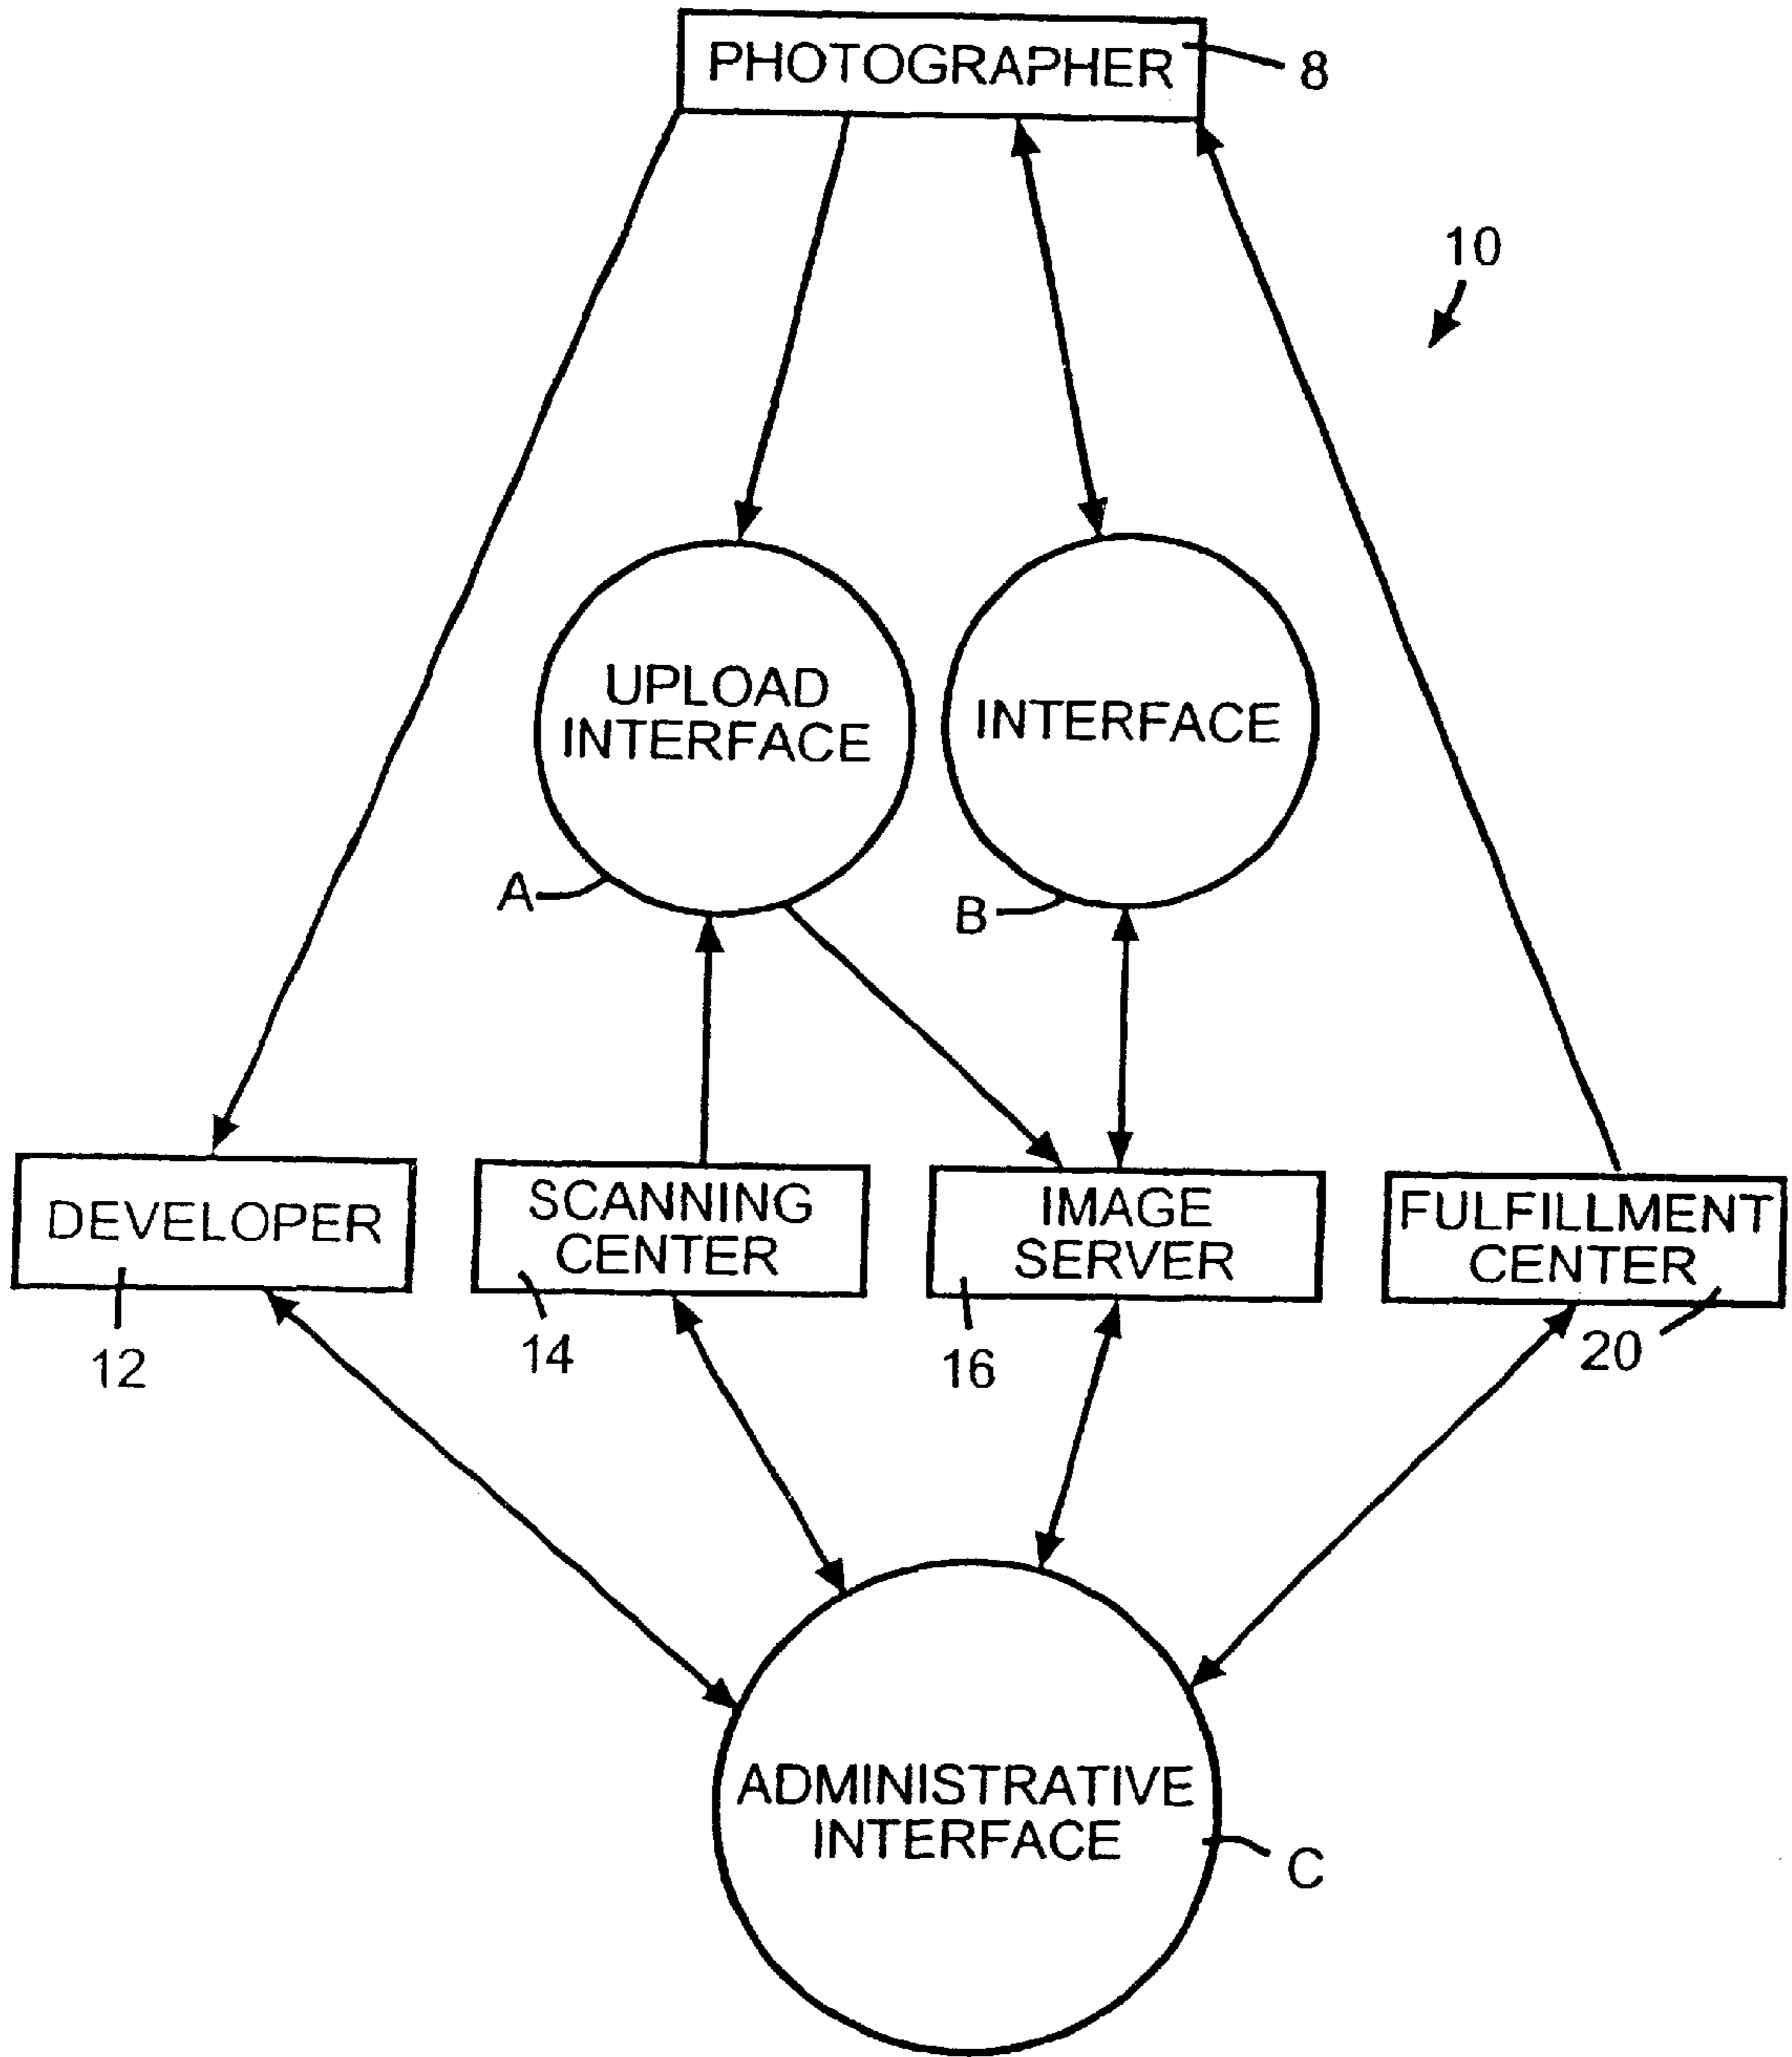 PHOTOGRAPHER
8
10
UPLOAD
INTERFACE
INTERFACE
A
B
DEVELOPER
SCANNING
CENTER
IMAGE
SERVER
FULFILLMENT
CENTER
12
14
16
20
ADMINISTRATIVE
INTERFACE
C